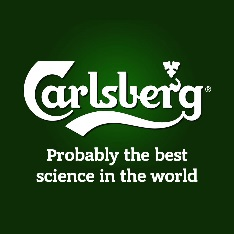 Carlsberg®
Probably the best
science in the world